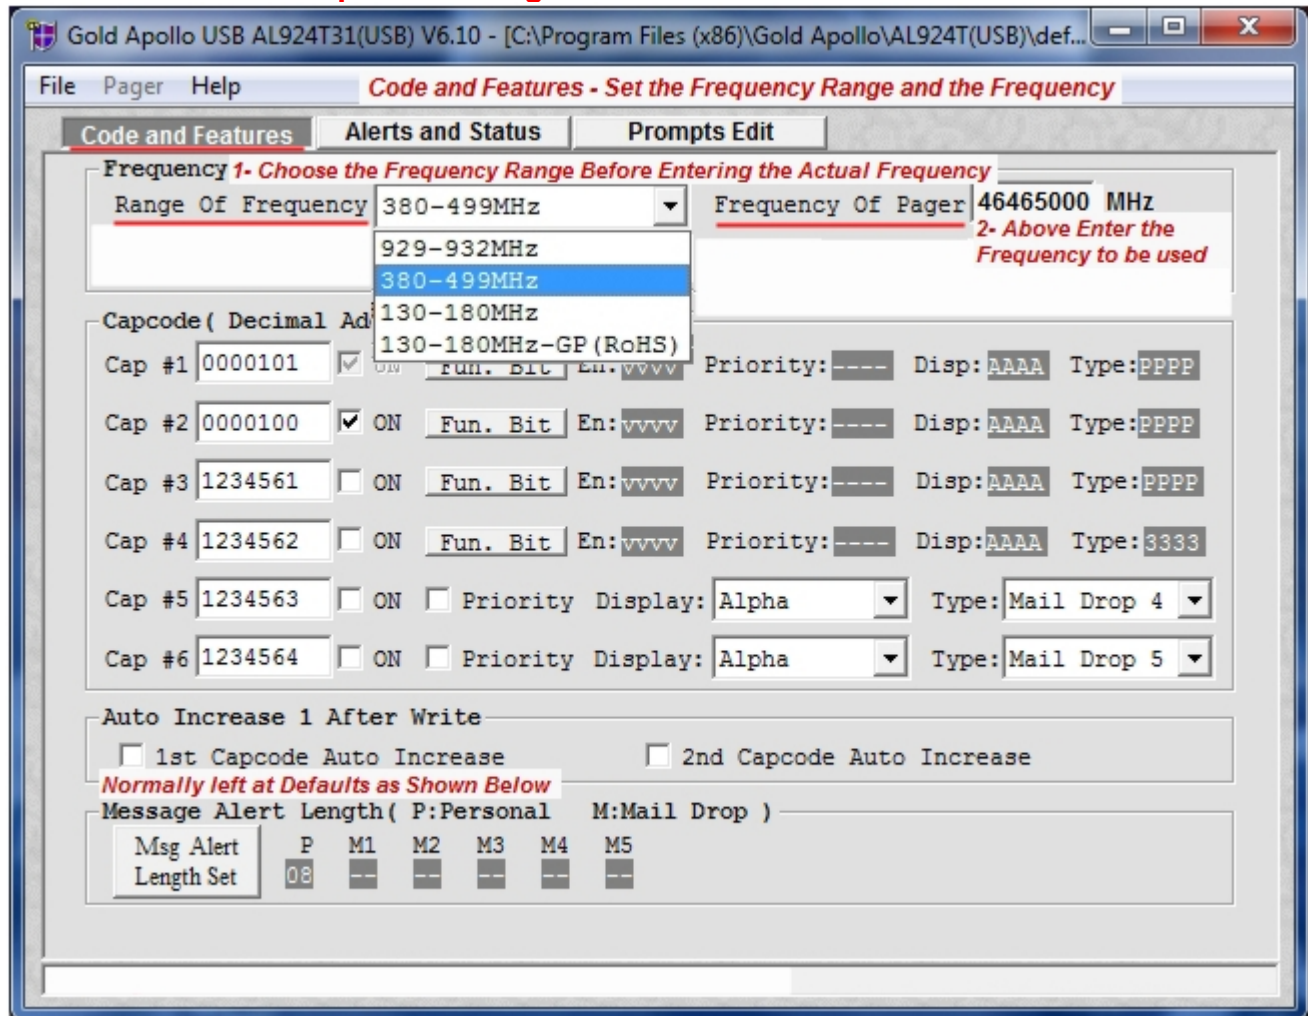 Gold Apollo USB AL924T31(USB) V6.10 - [C:\Program Files (x86)\Gold Apollo\AL924T(USB)\def...
File Pager Help Code and Features - Set the Frequency Range and the Frequency
Code and Features Alerts and Status Prompts Edit
Frequency 1- Choose the Frequency Range Before Entering the Actual Frequency
Range Of Frequency 380-499MHz Frequency Of Pager 46465000 MHz
2- Above Enter the
Frequency to be used
929-932MHz
380-499MHz
130-180MHz
130-180MHz-GP(RoHS)
Capcode( Decimal Ad
Cap #1 0000101 ON Fun. Bit En:vvvv Priority:---- Disp:AAAA Type:PPPP
Cap #2 0000100 ON Fun. Bit En:vvvv Priority:---- Disp:AAAA Type:PPPP
Cap #3 1234561 ON Fun. Bit En:vvvv Priority:---- Disp:AAAA Type:PPPP
Cap #4 1234562 ON Fun. Bit En:vvvv Priority:---- Disp:AAAA Type:3333
Cap #5 1234563 ON Priority Display: Alpha Type: Mail Drop 4
Cap #6 1234564 ON Priority Display: Alpha Type: Mail Drop 5
Auto Increase 1 After Write
1st Capcode Auto Increase 2nd Capcode Auto Increase
Normally left at Defaults as Shown Below
Message Alert Length( P:Personal M:Mail Drop )
Msg Alert Length Set P M1 M2 M3 M4 M5
08 -- -- -- -- --